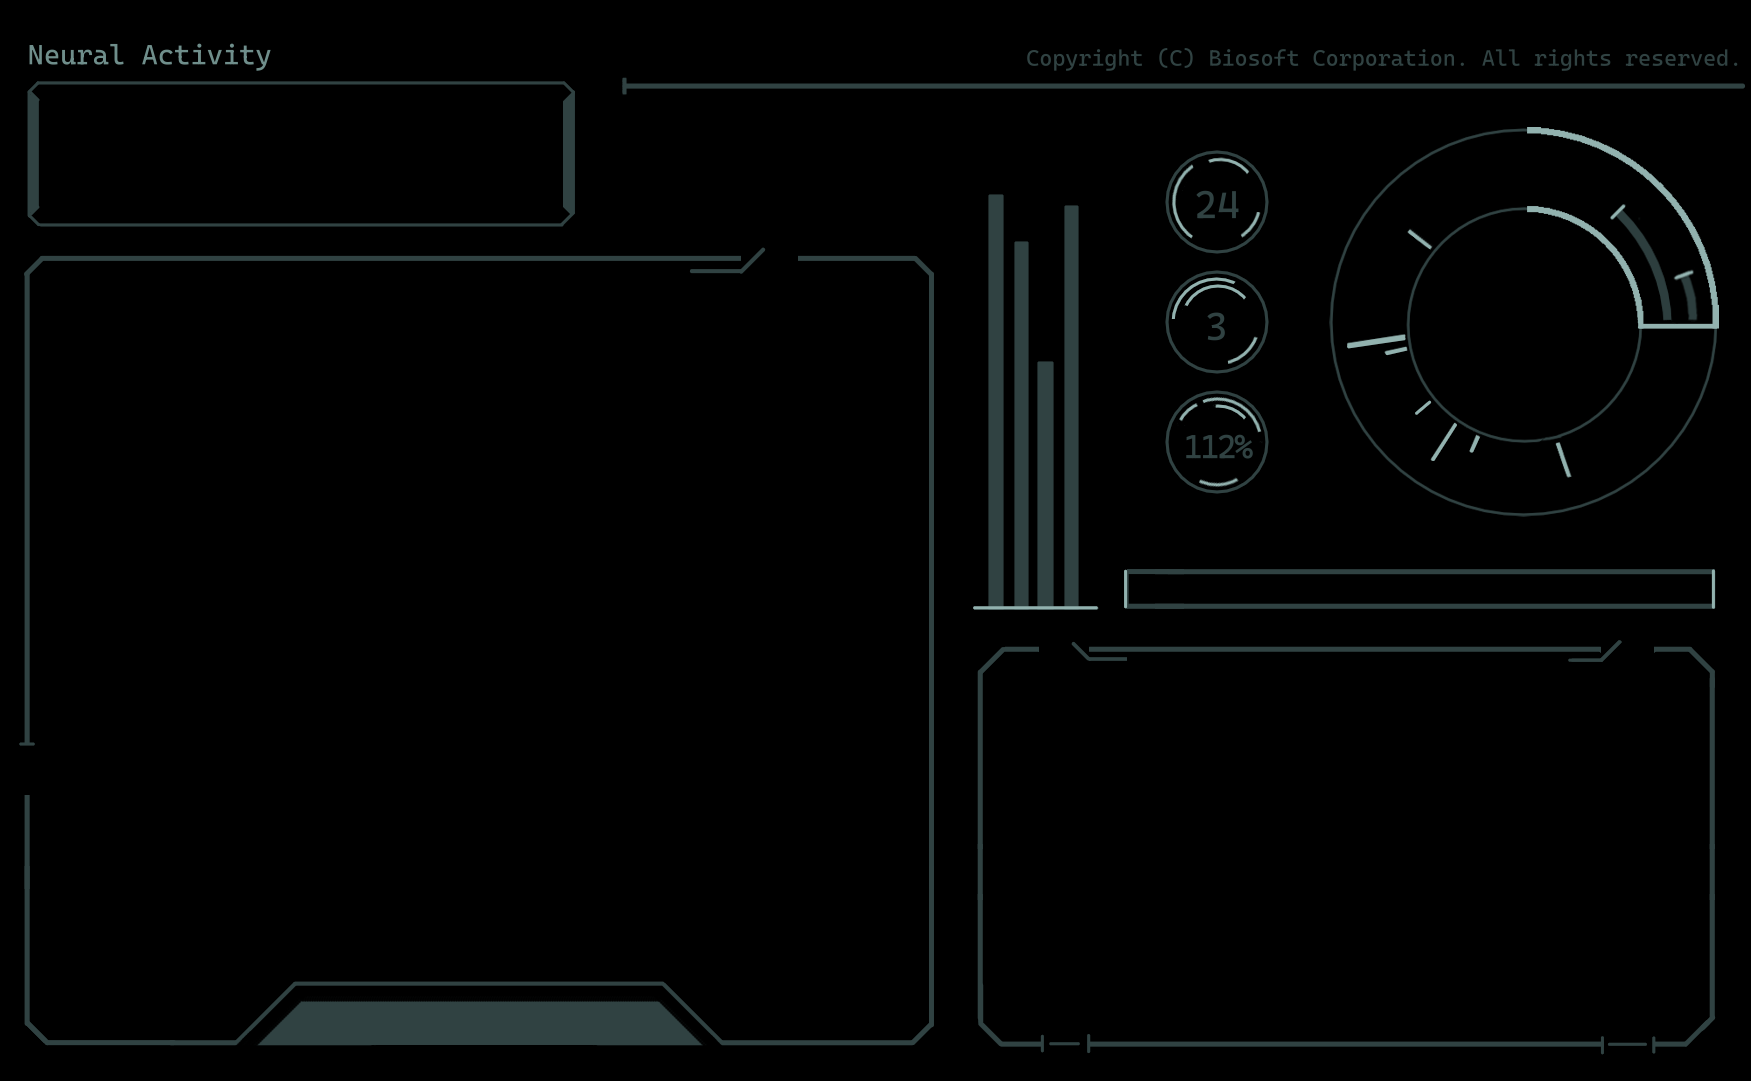 Neural Activity
Copyright (C) Biosoft Corporation. All rights reserved.
24
3
112%